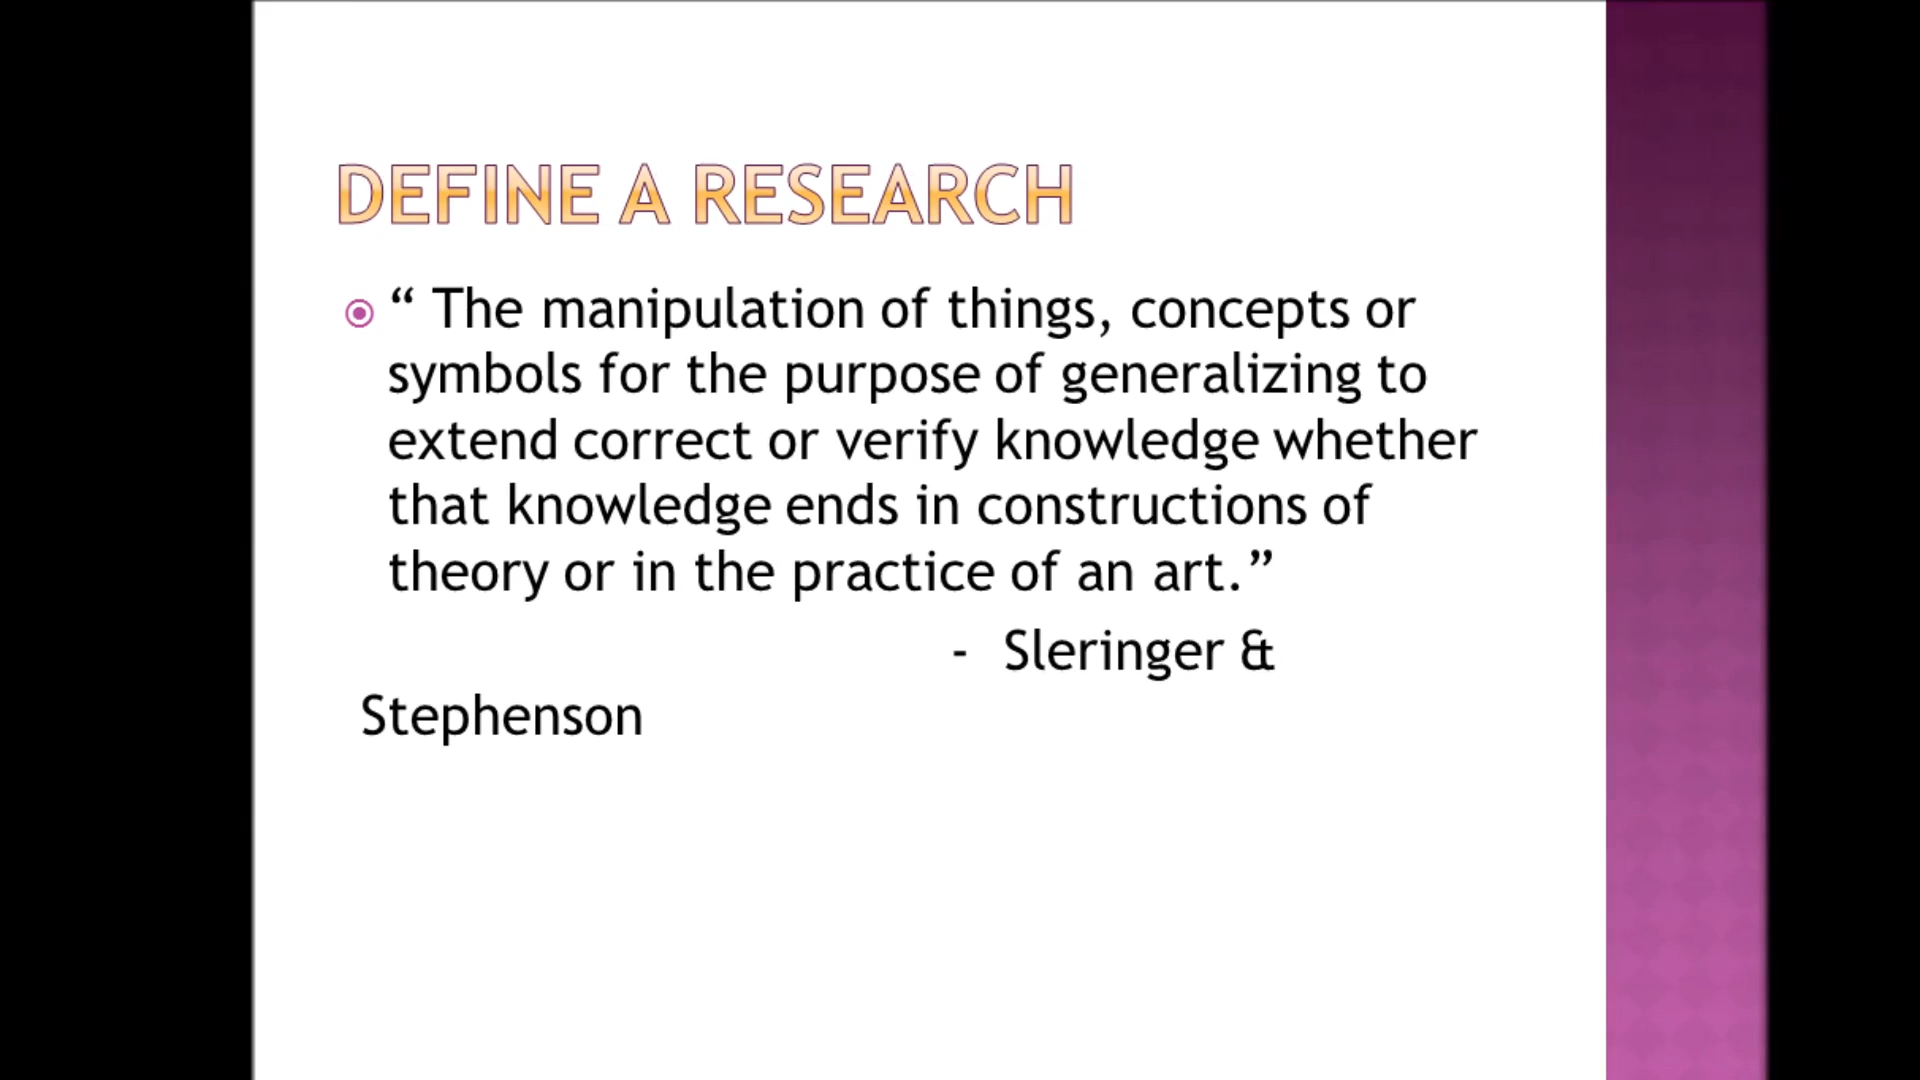 DEFINE A RESEARCH
“ The manipulation of things, concepts or
symbols for the purpose of generalizing to
extend correct or verify knowledge whether
that knowledge ends in constructions of
theory or in the practice of an art.”
- Sleringer &
Stephenson